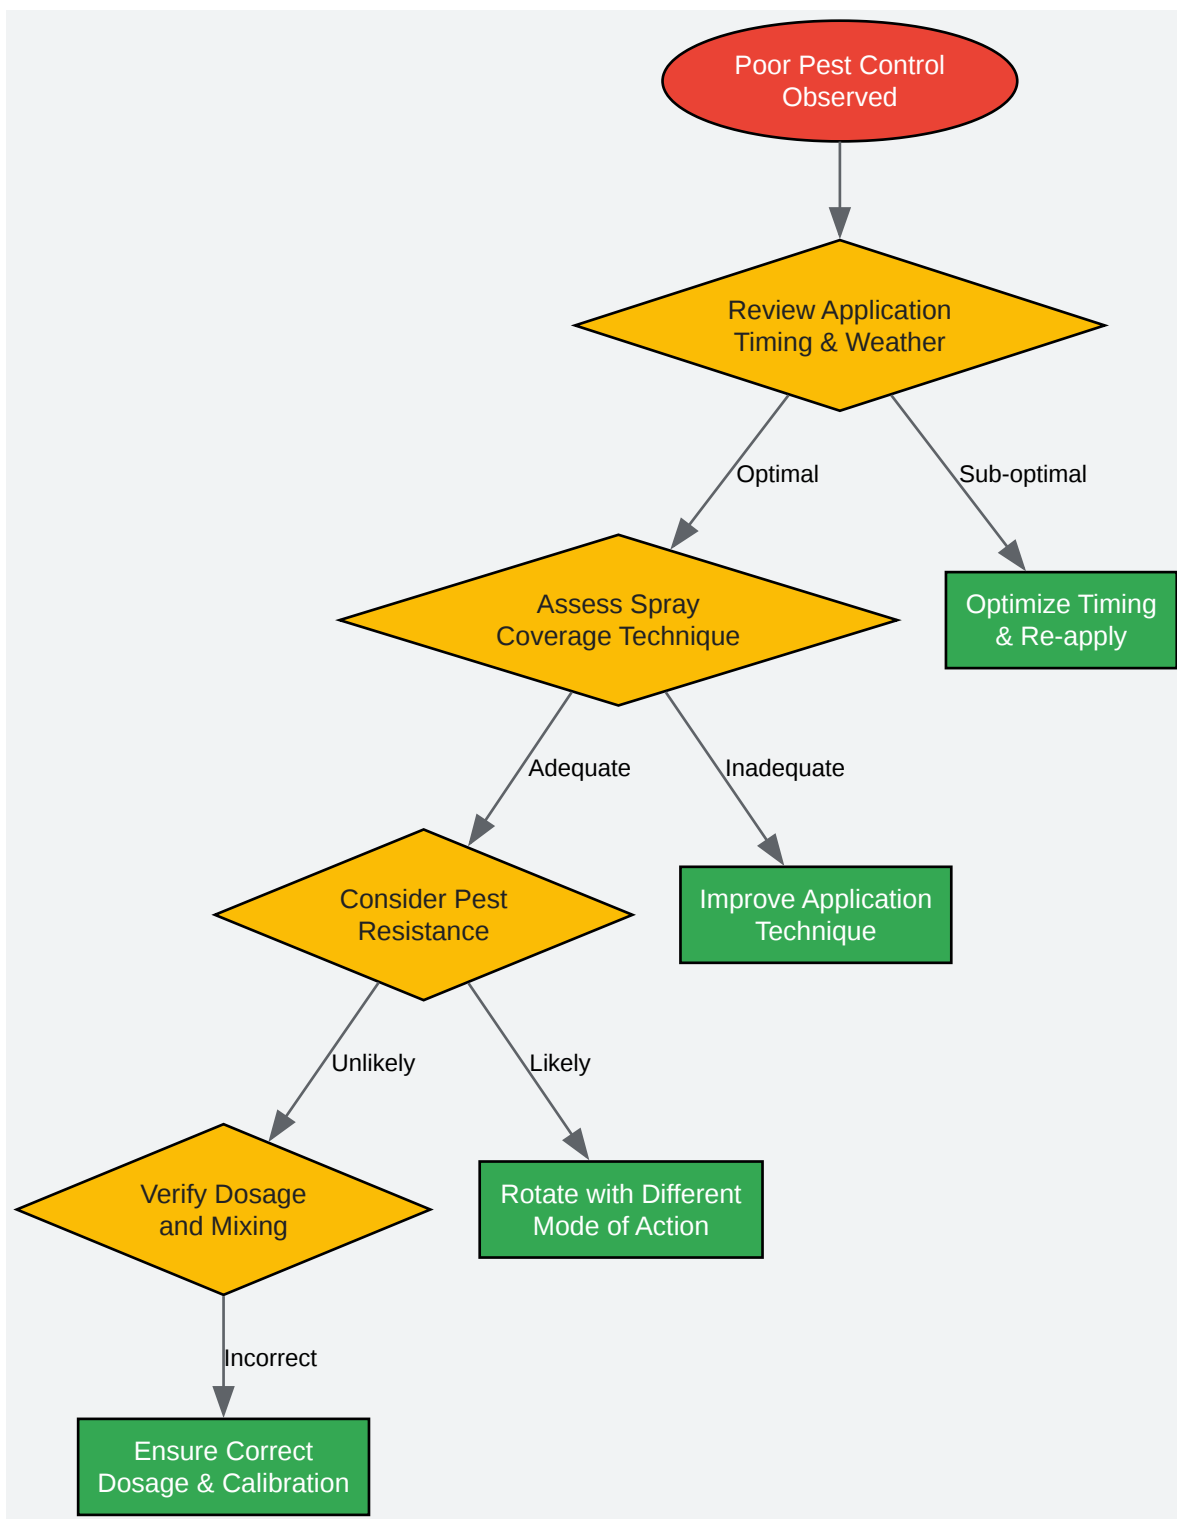 Poor Pest Control
Observed
Review Application
Timing & Weather
Optimal
Sub-optimal
Assess Spray
Coverage Technique
Optimize Timing
& Re-apply
Adequate
Inadequate
Consider Pest
Resistance
Improve Application
Technique
Unlikely
Likely
Verify Dosage
and Mixing
Rotate with Different
Mode of Action
Incorrect
Ensure Correct
Dosage & Calibration